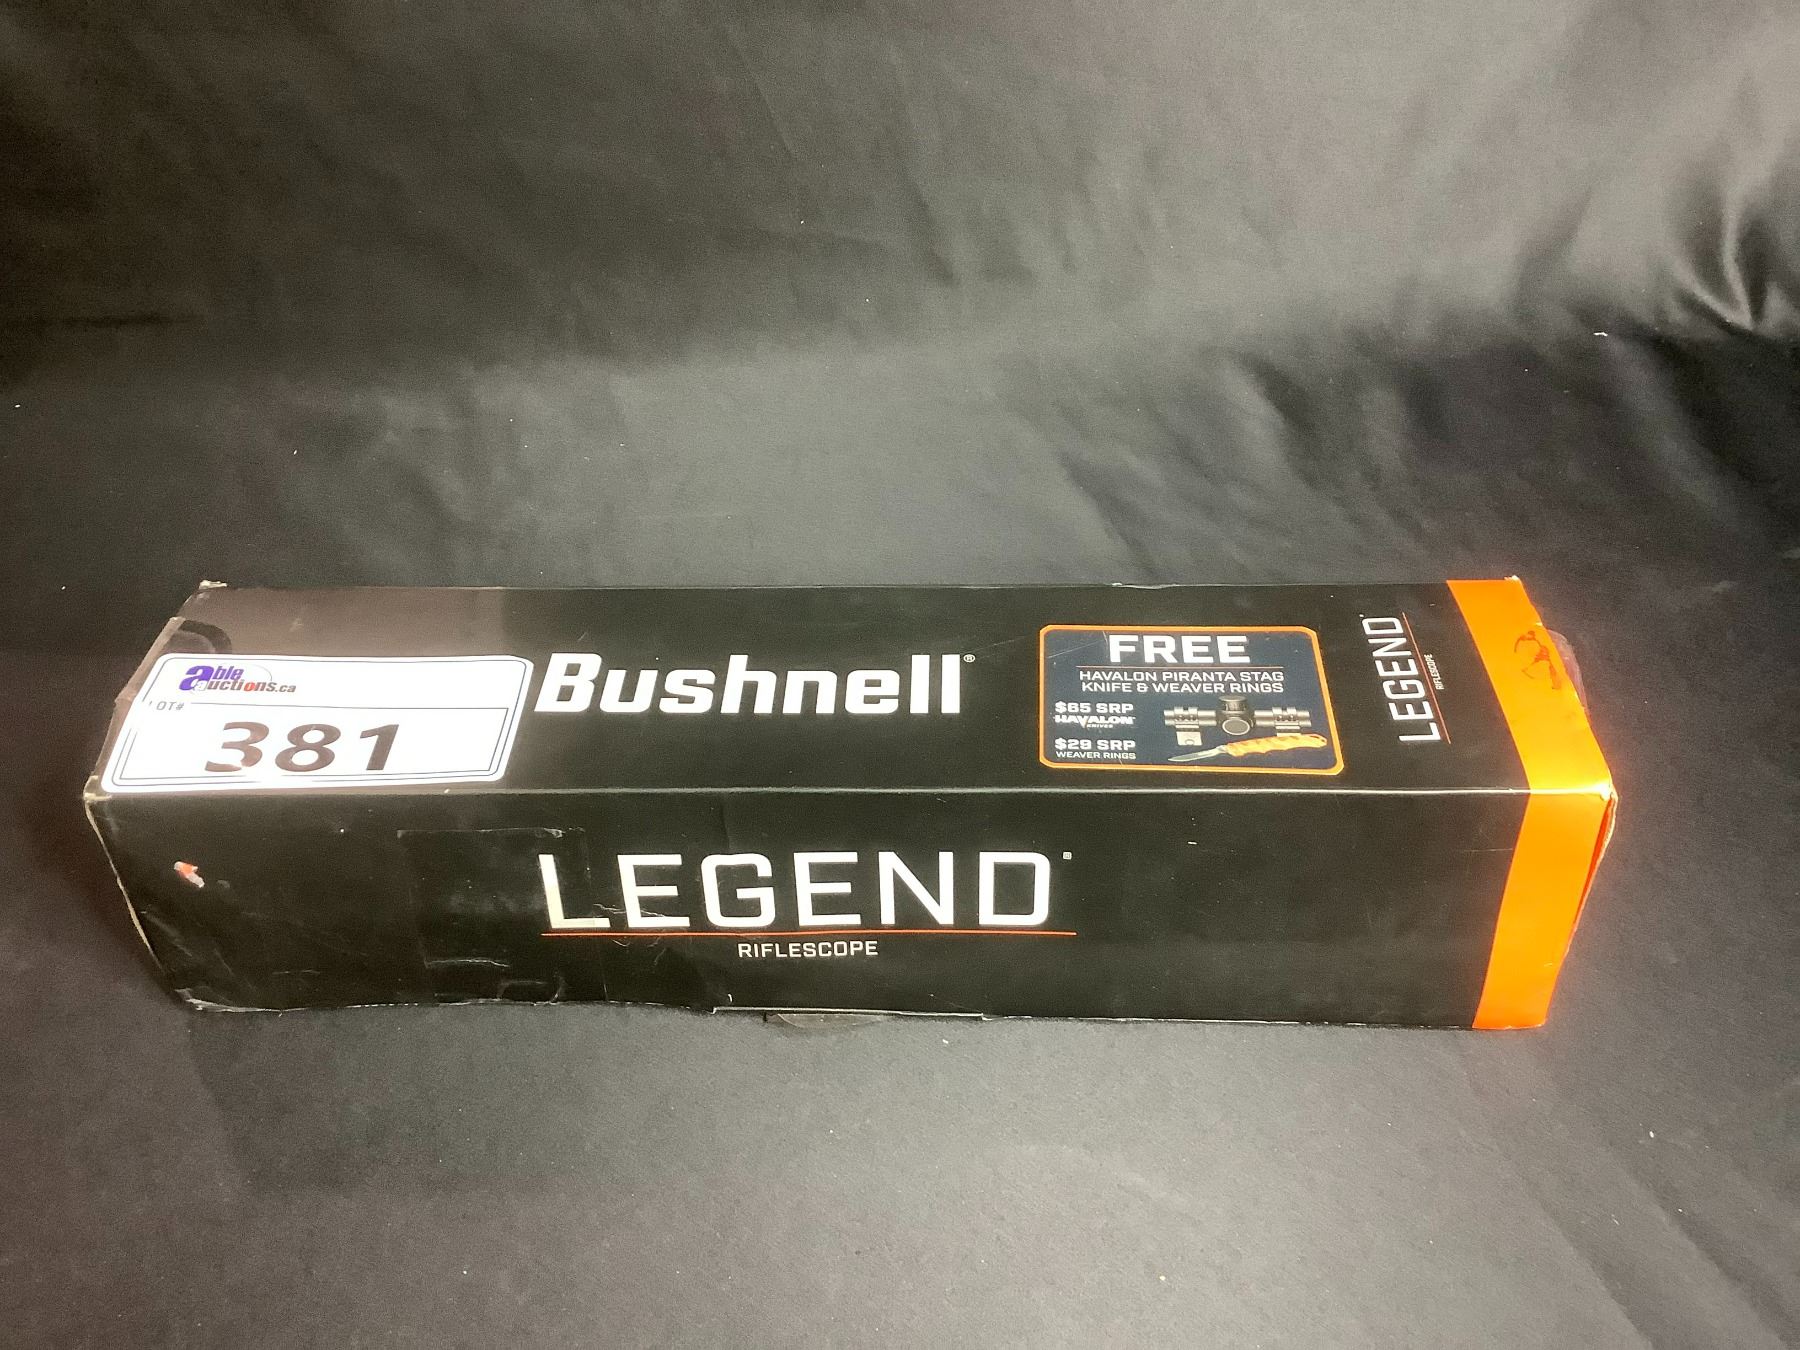 able
auctions.ca
LOT#
381
Bushnell®
FREE
HAVALON PIRANTA STAG
KNIFE & WEAVER RINGS
$65 SRP
HAVALON
KNIVES
$29 SRP
WEAVER RINGS
LEGEND
RIFLESCOPE
LEGEND®
RIFLESCOPE